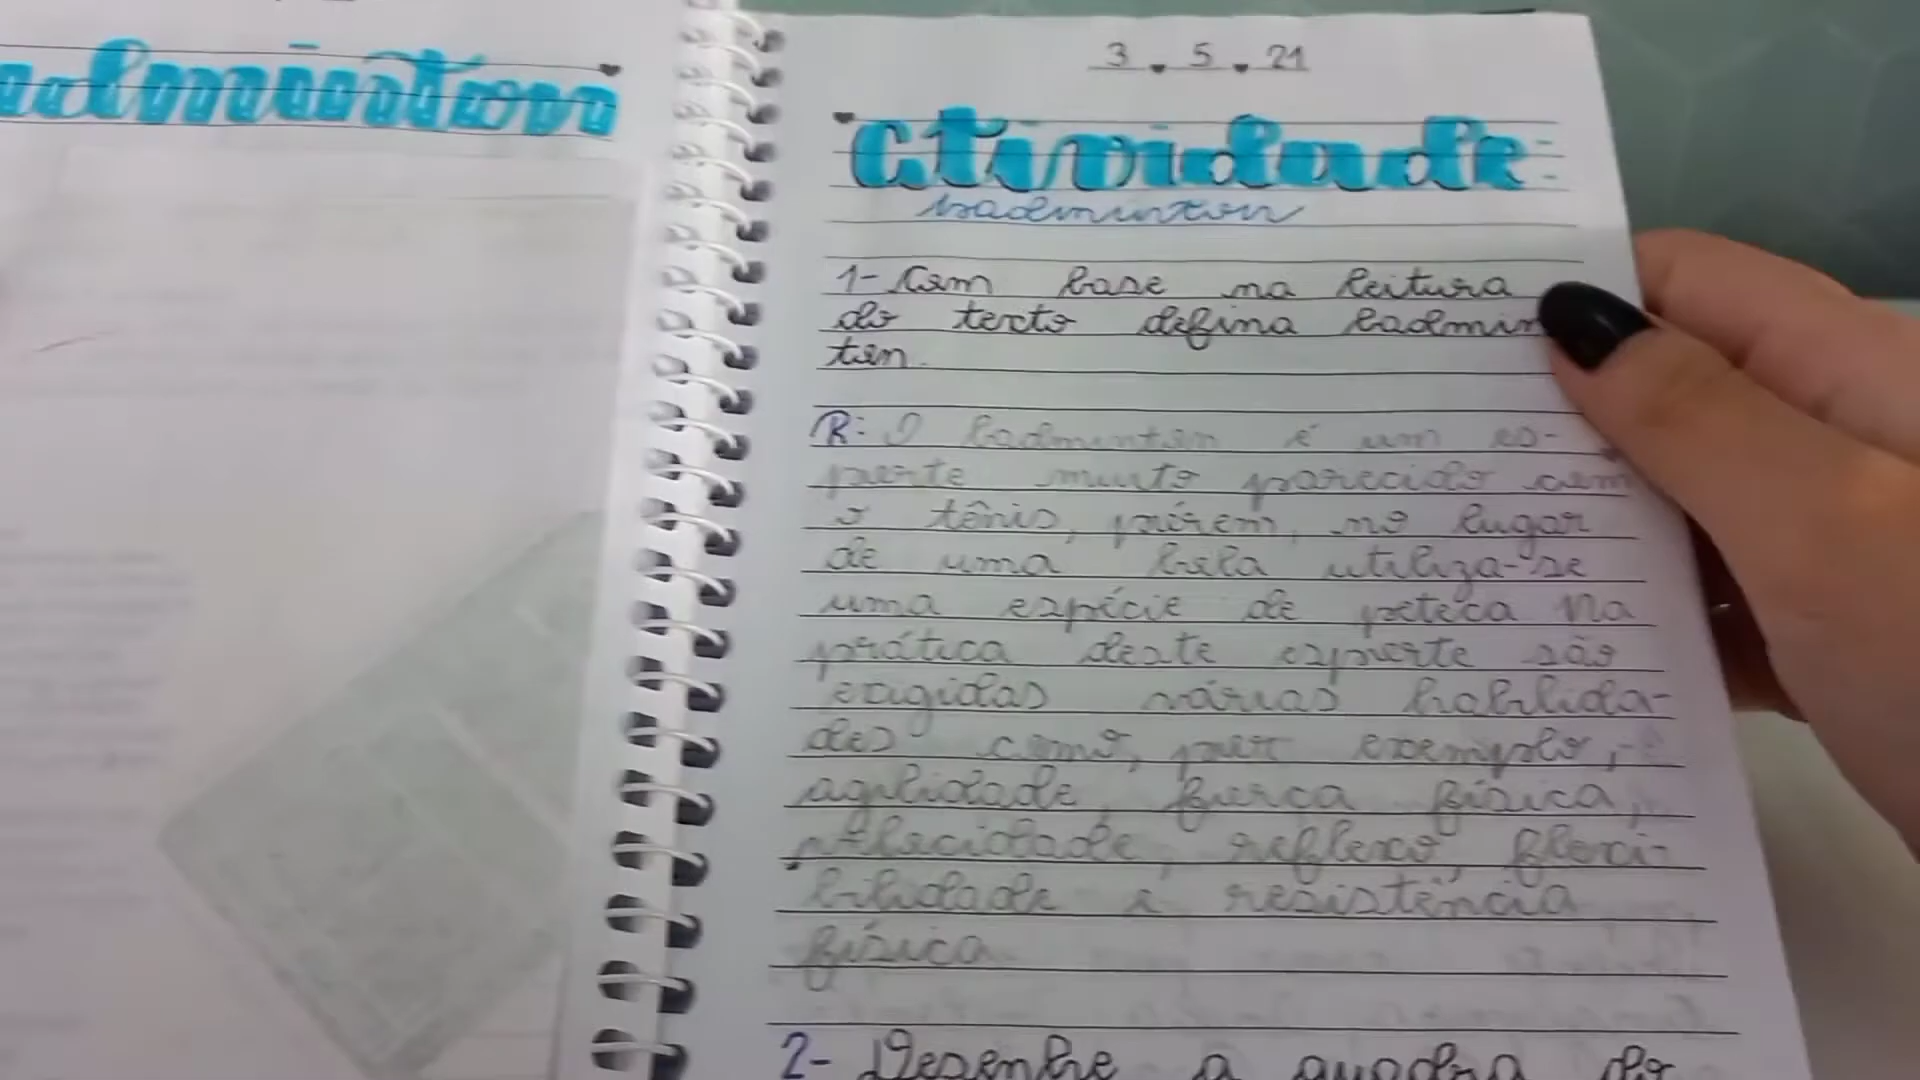 adminton
3 . 5 . 21
atividade:
badminton
1- Com base na leitura
do texto defina badmin
ton.
R: O badminton é um es-
porte muito parecido com
o tênis, pórem, no lugar
de uma bola utiliza-se
uma espécie de peteca na
prática deste esporte são
exigidas várias habilida-
des como, por exemplo,
agilidade, força física,
velocidade, reflexo, flexi-
bilidade e resistência
física
2- Desenhe a quadra do